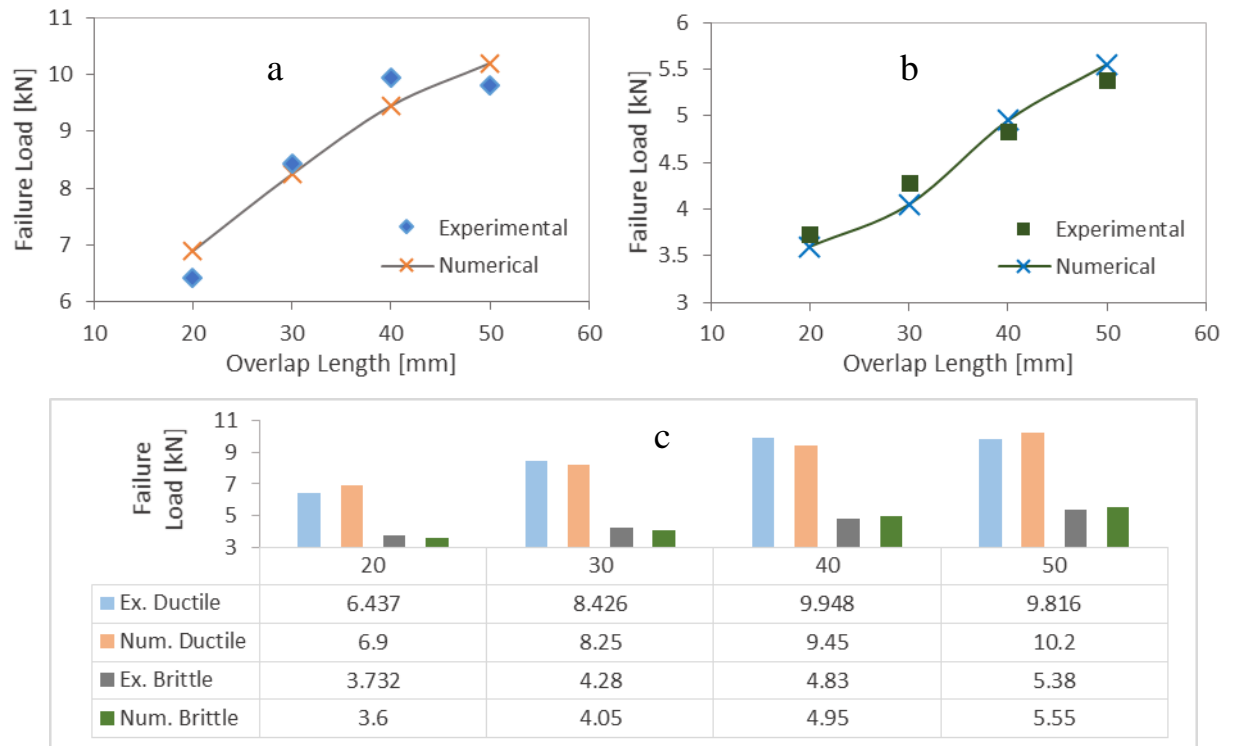 a
Failure Load [kN]
11
10
9
8
7
6
10 20 30 40 50 60
Overlap Length [mm]
Experimental
Numerical
b
Failure Load [kN]
6
5.5
5
4.5
4
3.5
3
10 20 30 40 50 60
Overlap Length [mm]
Experimental
Numerical
c
Failure
Load [kN]
11
9
7
5
3
20 30 40 50
Ex. Ductile 6.437 8.426 9.948 9.816
Num. Ductile 6.9 8.25 9.45 10.2
Ex. Brittle 3.732 4.28 4.83 5.38
Num. Brittle 3.6 4.05 4.95 5.55